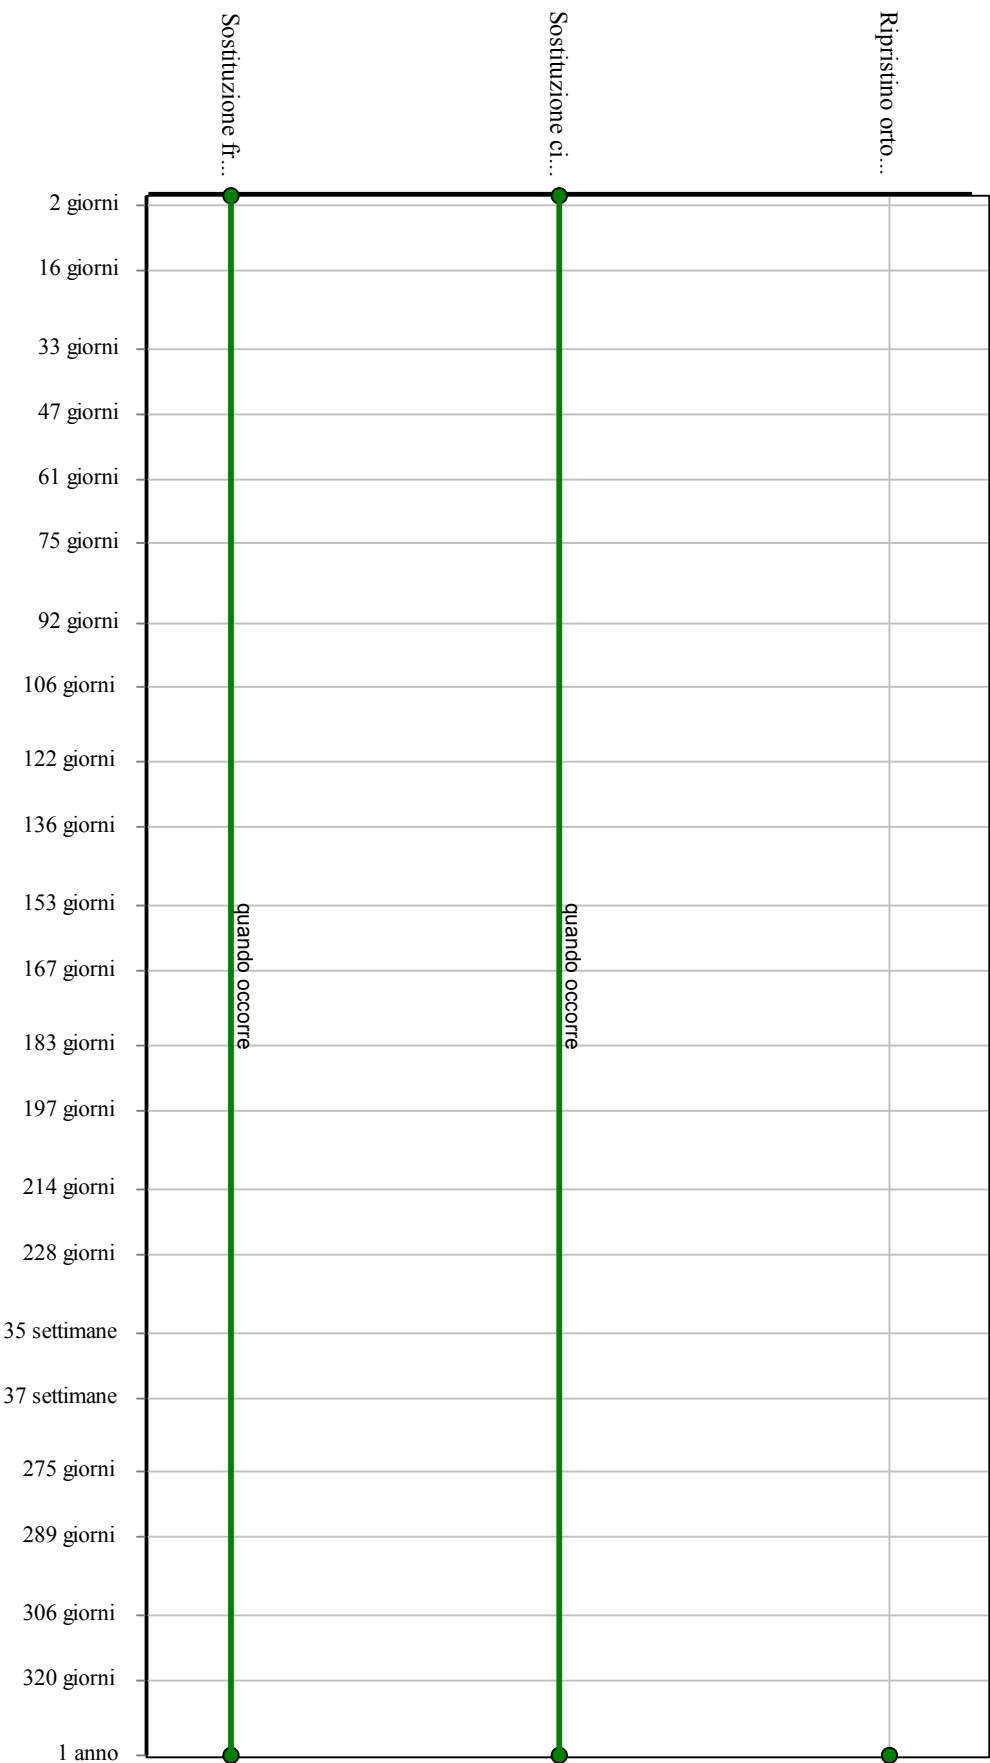 Sostituzione fr...
Sostituzione ci...
Ripristino orto...
2 giorni
16 giorni
33 giorni
47 giorni
61 giorni
75 giorni
92 giorni
106 giorni
122 giorni
136 giorni
153 giorni
167 giorni
183 giorni
197 giorni
214 giorni
228 giorni
35 settimane
37 settimane
275 giorni
289 giorni
306 giorni
320 giorni
1 anno
quando occorre
quando occorre